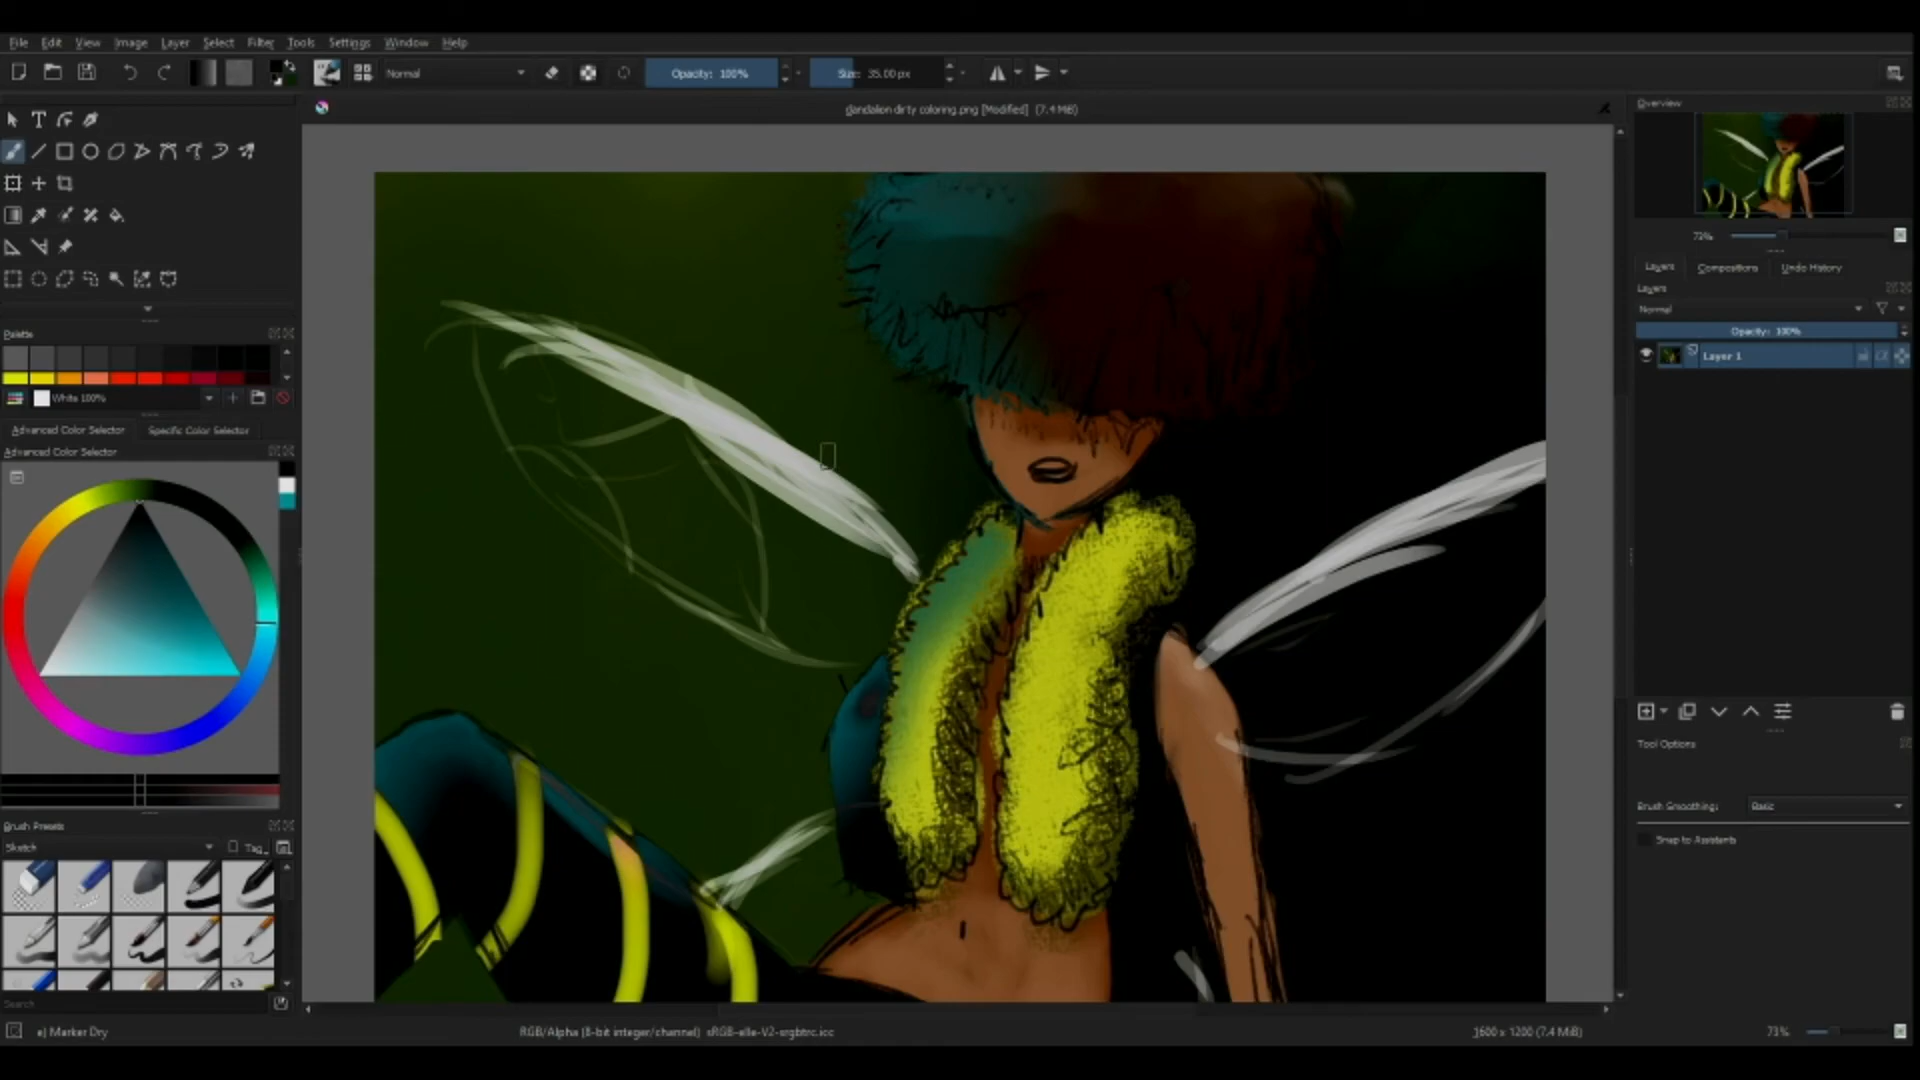 File Edit View Image Layer Select Filter Tools Settings Window Help
Normal Opacity: 100% Size: 35.00 px
dandalion dirty coloring.png [Modified] (7.4 MiB)
Overview
72%
Layers Compositions Undo History
Layers
Normal
Opacity: 100%
Layer 1
Palette
White 100%
Advanced Color Selector Specific Color Selector
Advanced Color Selector
Tool Options
Brush Smoothing: Basic
Snap to Assistants
Brush Presets
Sketch Tag
Search
e) Marker Dry
RGB/Alpha (8-bit integer/channel) sRGB-elle-V2-srgbtrc.icc
1600 x 1200 (7.4 MiB)
73%